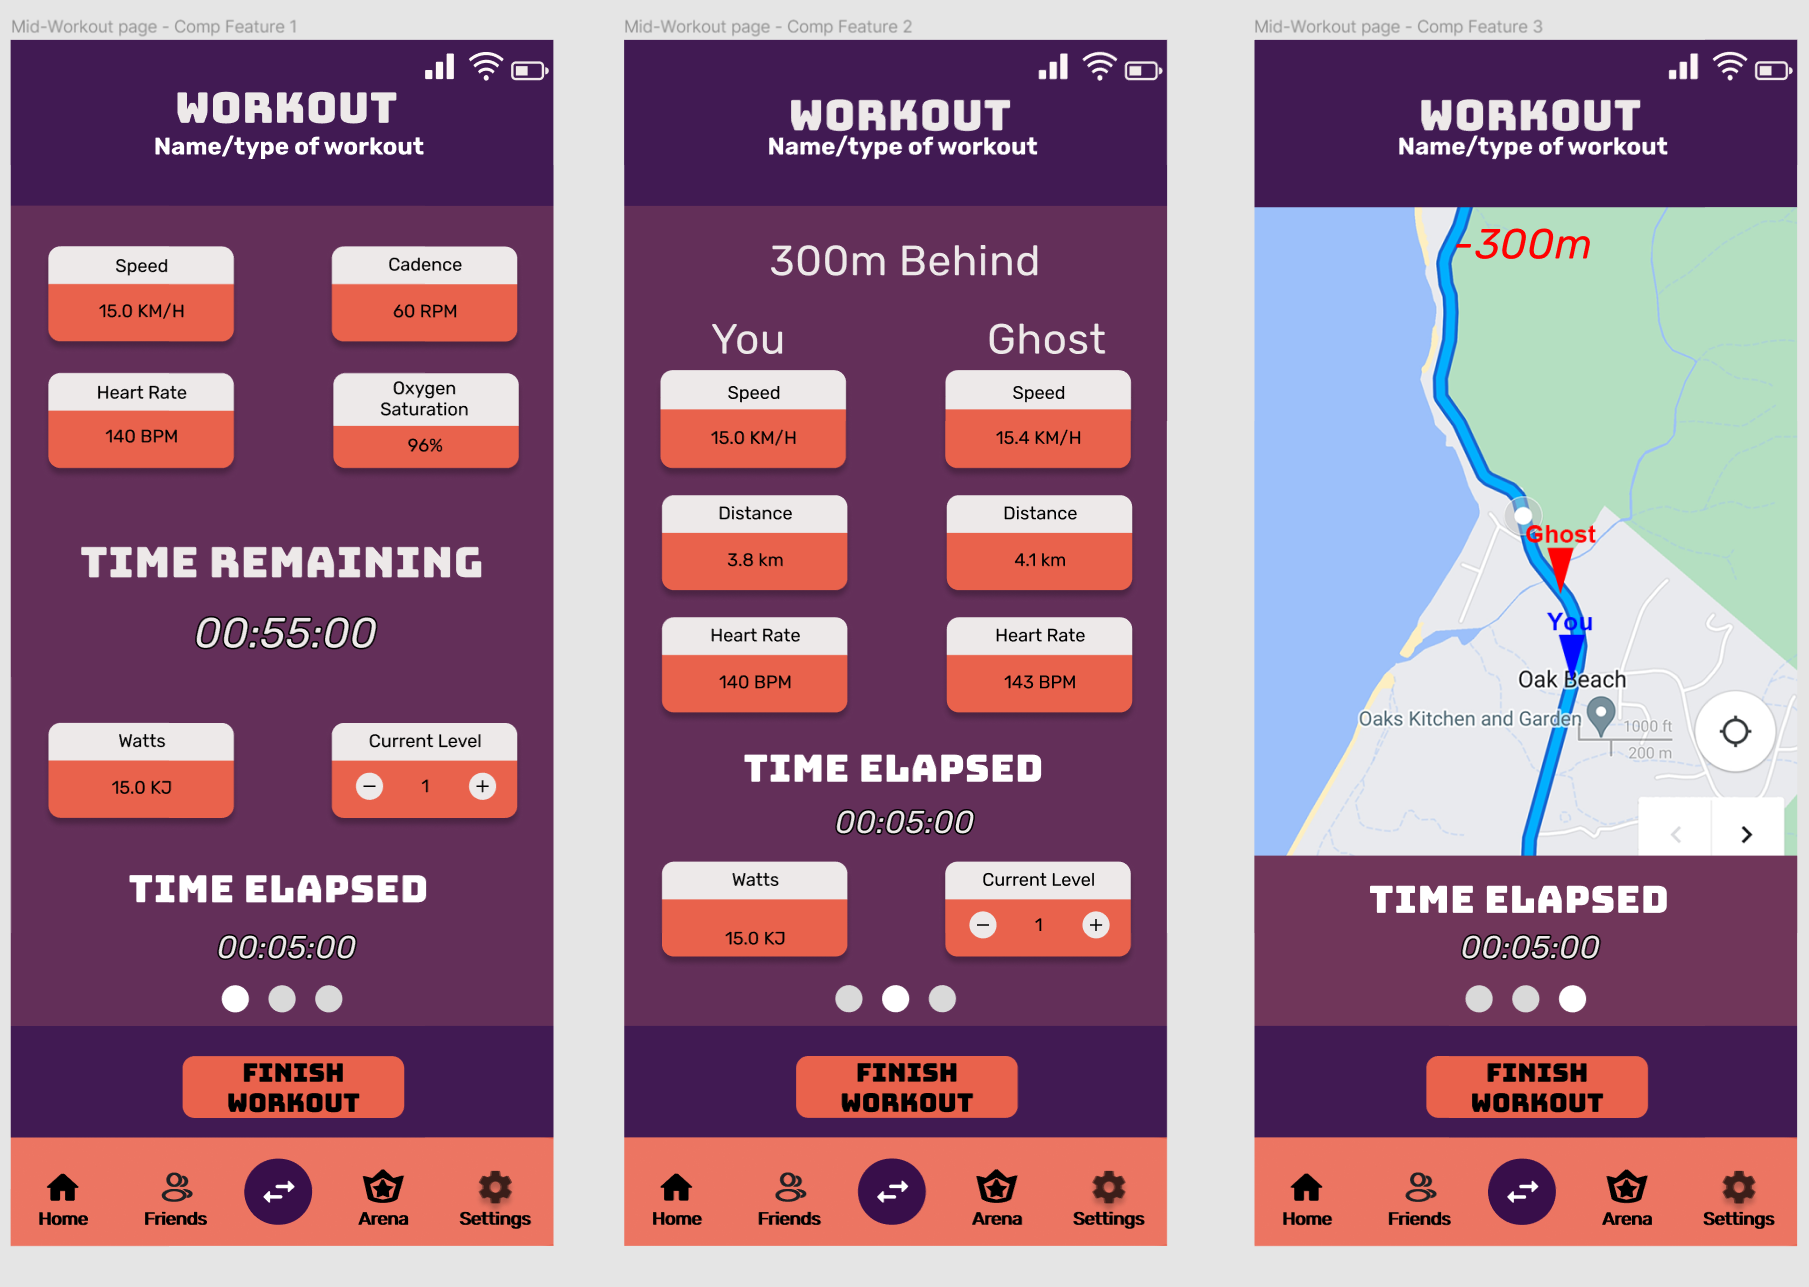 Mid-Workout page - Comp Feature 1
WORKOUT
Name/type of workout
Speed
15.0 KM/H
Cadence
60 RPM
Heart Rate
140 BPM
Oxygen
Saturation
96%
TIME REMAINING
00:55:00
Watts
15.0 KJ
Current Level
− 1 +
TIME ELAPSED
00:05:00
FINISH
WORKOUT
Home
Friends
Arena
Settings
Mid-Workout page - Comp Feature 2
WORKOUT
Name/type of workout
300m Behind
You
Ghost
Speed
15.0 KM/H
Speed
15.4 KM/H
Distance
3.8 km
Distance
4.1 km
Heart Rate
140 BPM
Heart Rate
143 BPM
TIME ELAPSED
00:05:00
Watts
15.0 KJ
Current Level
− 1 +
FINISH
WORKOUT
Home
Friends
Arena
Settings
Mid-Workout page - Comp Feature 3
WORKOUT
Name/type of workout
-300m
Ghost
You
Oak Beach
Oaks Kitchen and Garden
1000 ft
200 m
TIME ELAPSED
00:05:00
FINISH
WORKOUT
Home
Friends
Arena
Settings